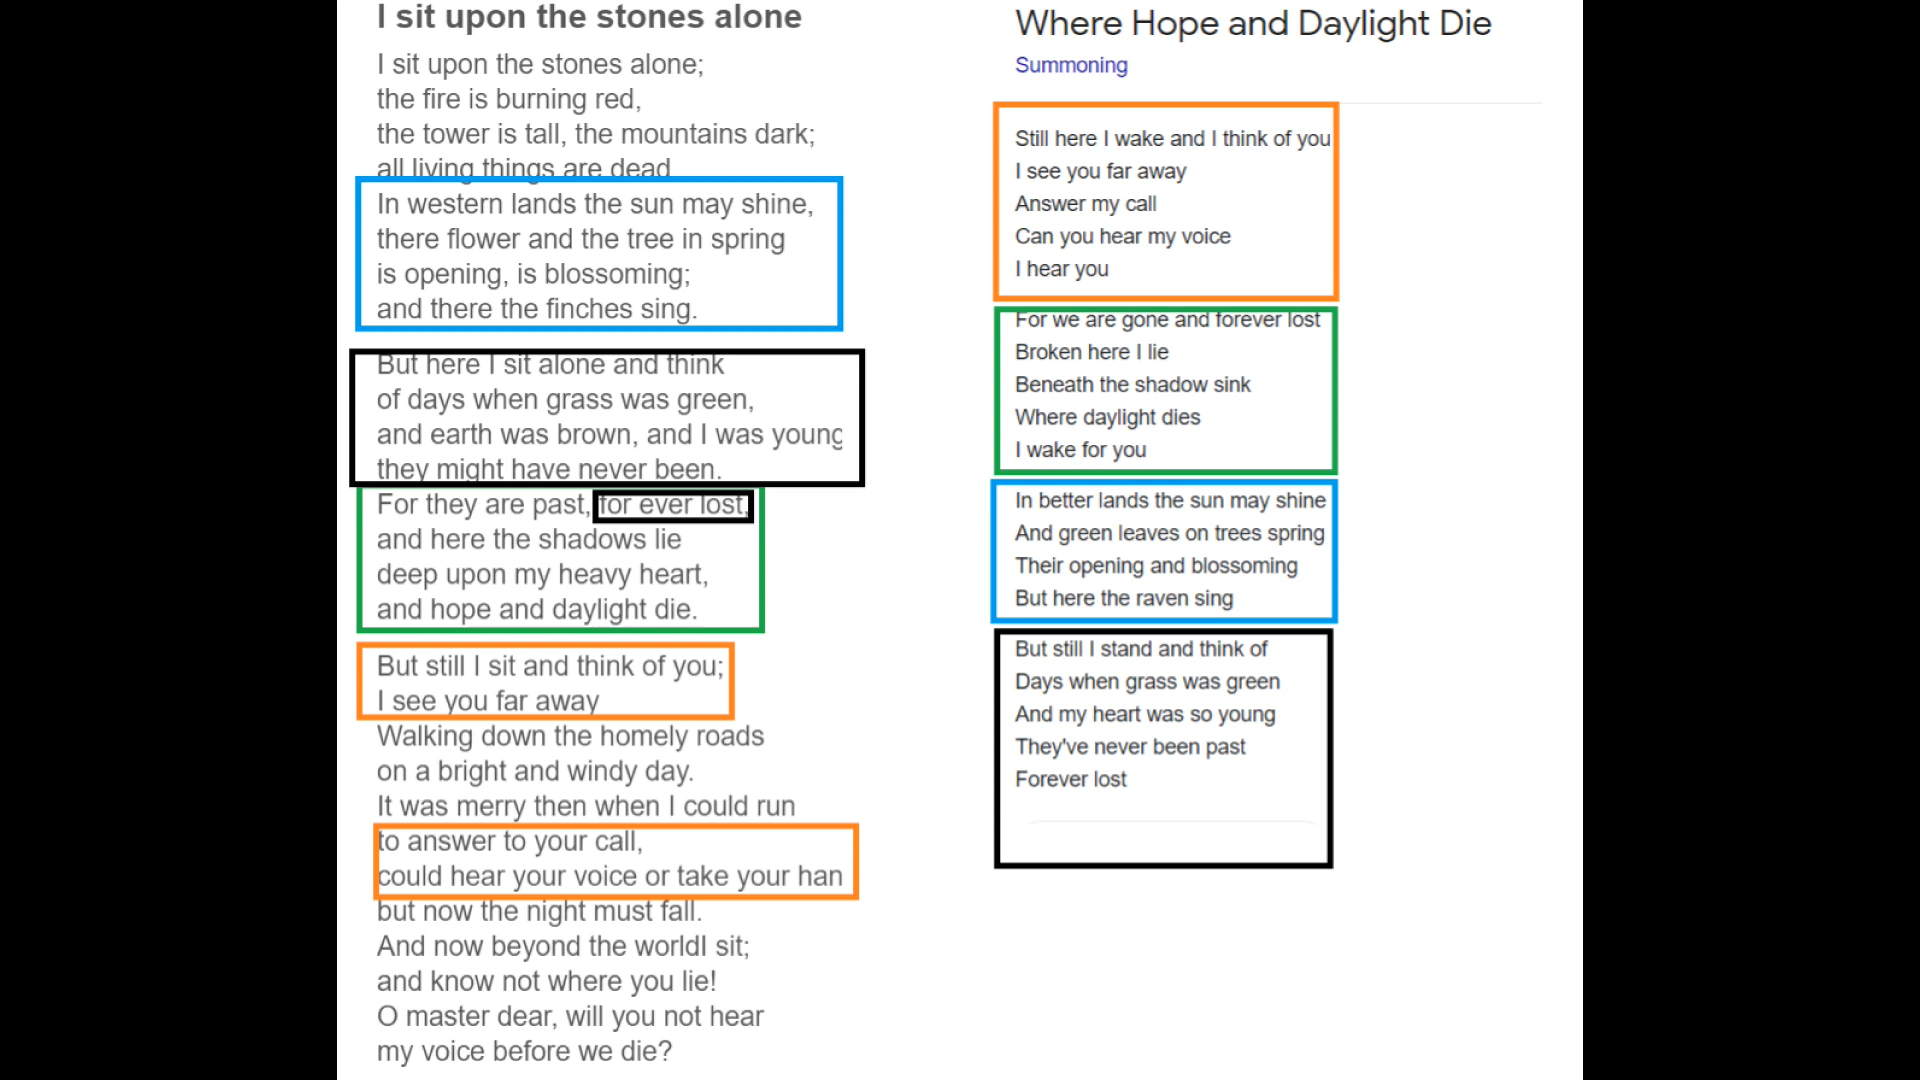 I sit upon the stones alone
I sit upon the stones alone;
the fire is burning red,
the tower is tall, the mountains dark;
all living things are dead
In western lands the sun may shine,
there flower and the tree in spring
is opening, is blossoming;
and there the finches sing.
But here I sit alone and think
of days when grass was green,
and earth was brown, and I was young
they might have never been.
For they are past, for ever lost,
and here the shadows lie
deep upon my heavy heart,
and hope and daylight die.
But still I sit and think of you;
I see you far away
Walking down the homely roads
on a bright and windy day.
It was merry then when I could run
to answer to your call,
could hear your voice or take your han
but now the night must fall.
And now beyond the worldI sit;
and know not where you lie!
O master dear, will you not hear
my voice before we die?
Where Hope and Daylight Die
Summoning
Still here I wake and I think of you
I see you far away
Answer my call
Can you hear my voice
I hear you
For we are gone and forever lost
Broken here I lie
Beneath the shadow sink
Where daylight dies
I wake for you
In better lands the sun may shine
And green leaves on trees spring
Their opening and blossoming
But here the raven sing
But still I stand and think of
Days when grass was green
And my heart was so young
They've never been past
Forever lost